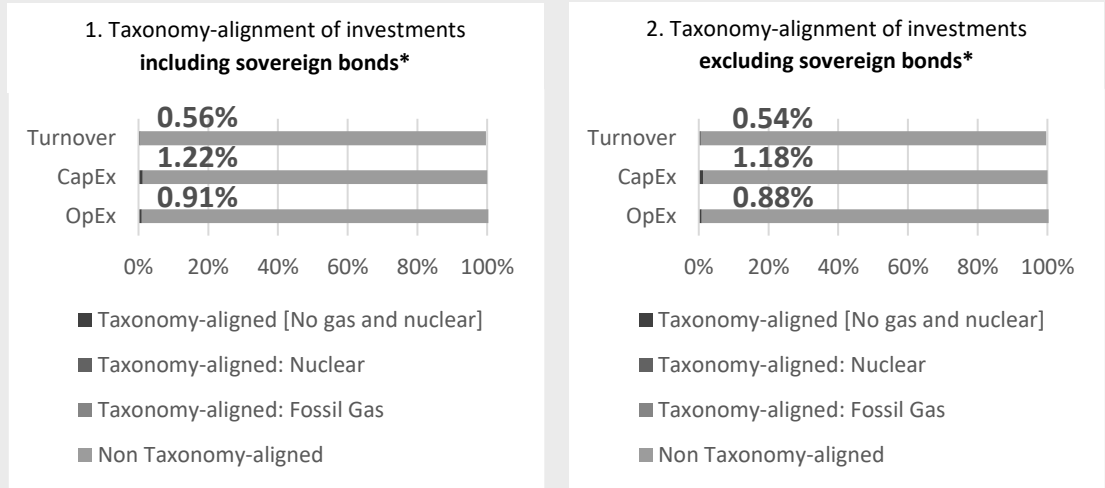 1. Taxonomy-alignment of investments
including sovereign bonds*
Turnover
0.56%
CapEx
1.22%
OpEx
0.91%
0% 20% 40% 60% 80% 100%
Taxonomy-aligned [No gas and nuclear]
Taxonomy-aligned: Nuclear
Taxonomy-aligned: Fossil Gas
Non Taxonomy-aligned
2. Taxonomy-alignment of investments
excluding sovereign bonds*
Turnover
0.54%
CapEx
1.18%
OpEx
0.88%
0% 20% 40% 60% 80% 100%
Taxonomy-aligned [No gas and nuclear]
Taxonomy-aligned: Nuclear
Taxonomy-aligned: Fossil Gas
Non Taxonomy-aligned